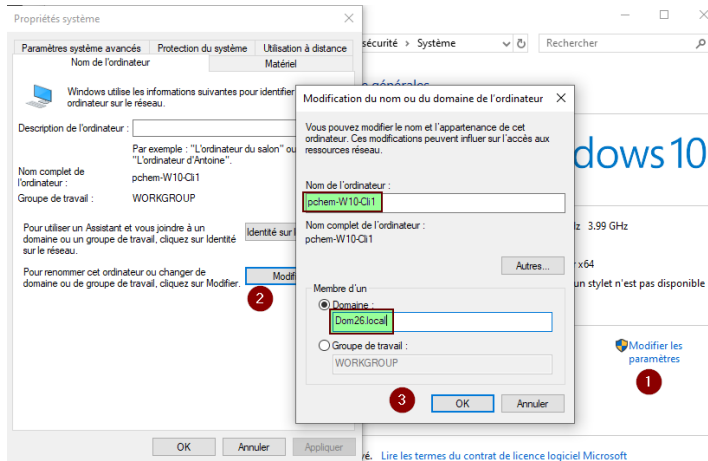 Propriétés système
Paramètres système avancés Protection du système Utilisation à distance
Nom de l'ordinateur Matériel
Windows utilise les informations suivantes pour identifier
ordinateur sur le réseau.
Description de l'ordinateur :
Par exemple : "L'ordinateur du salon" ou
"L'ordinateur d'Antoine".
Nom complet de
l'ordinateur :
pchem-W10-Cli1
Groupe de travail : WORKGROUP
Pour utiliser un Assistant et vous joindre à un
domaine ou un groupe de travail, cliquez sur Identité
sur le réseau.
Identité sur
Pour renommer cet ordinateur ou changer de
domaine ou de groupe de travail, cliquez sur Modifier.
Modif
2
OK Annuler Appliquer
sécurité > Système
Rechercher
générales
dows 10
Modification du nom ou du domaine de l'ordinateur
Vous pouvez modifier le nom et l'appartenance de cet
ordinateur. Ces modifications peuvent influer sur l'accès aux
ressources réseau.
Nom de l'ordinateur :
pchem-W10-Cli1
Nom complet de l'ordinateur :
pchem-W10-Cli1
Autres...
Membre d'un
Domaine :
Dom26.local
Groupe de travail :
WORKGROUP
3
OK Annuler
3.99 GHz
x64
un stylet n'est pas disponible
Modifier les
paramètres
1
Lire les termes du contrat de licence logiciel Microsoft